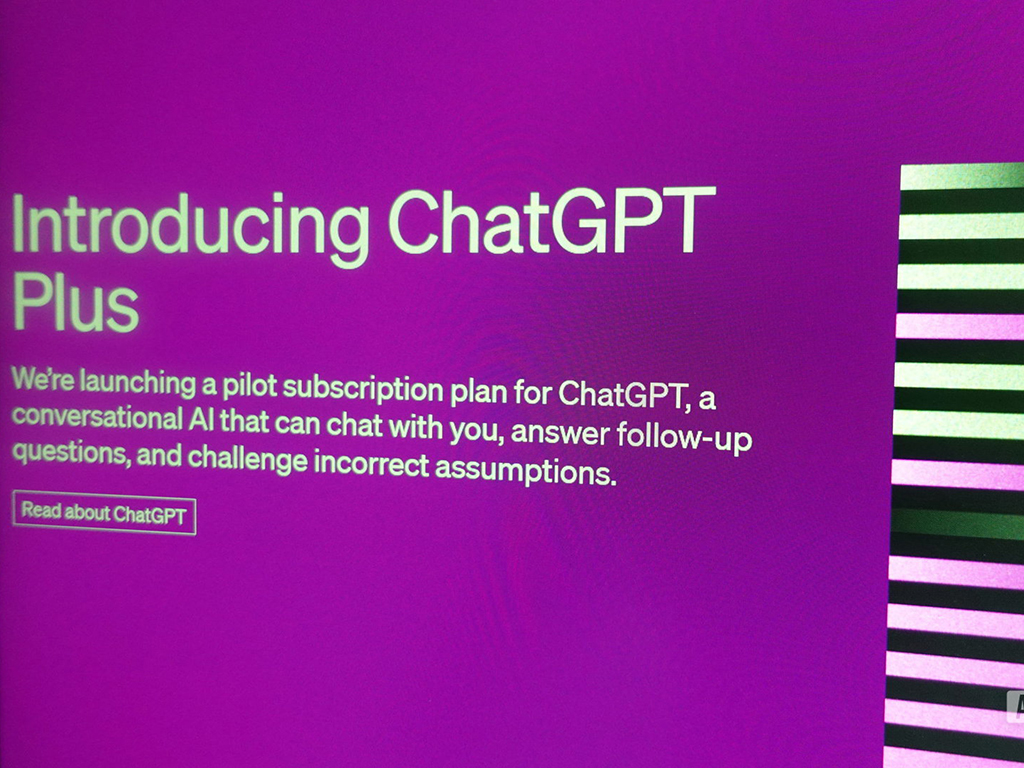 Introducing ChatGPT
Plus
We're launching a pilot subscription plan for ChatGPT, a
conversational AI that can chat with you, answer follow-up
questions, and challenge incorrect assumptions.
Read about ChatGPT